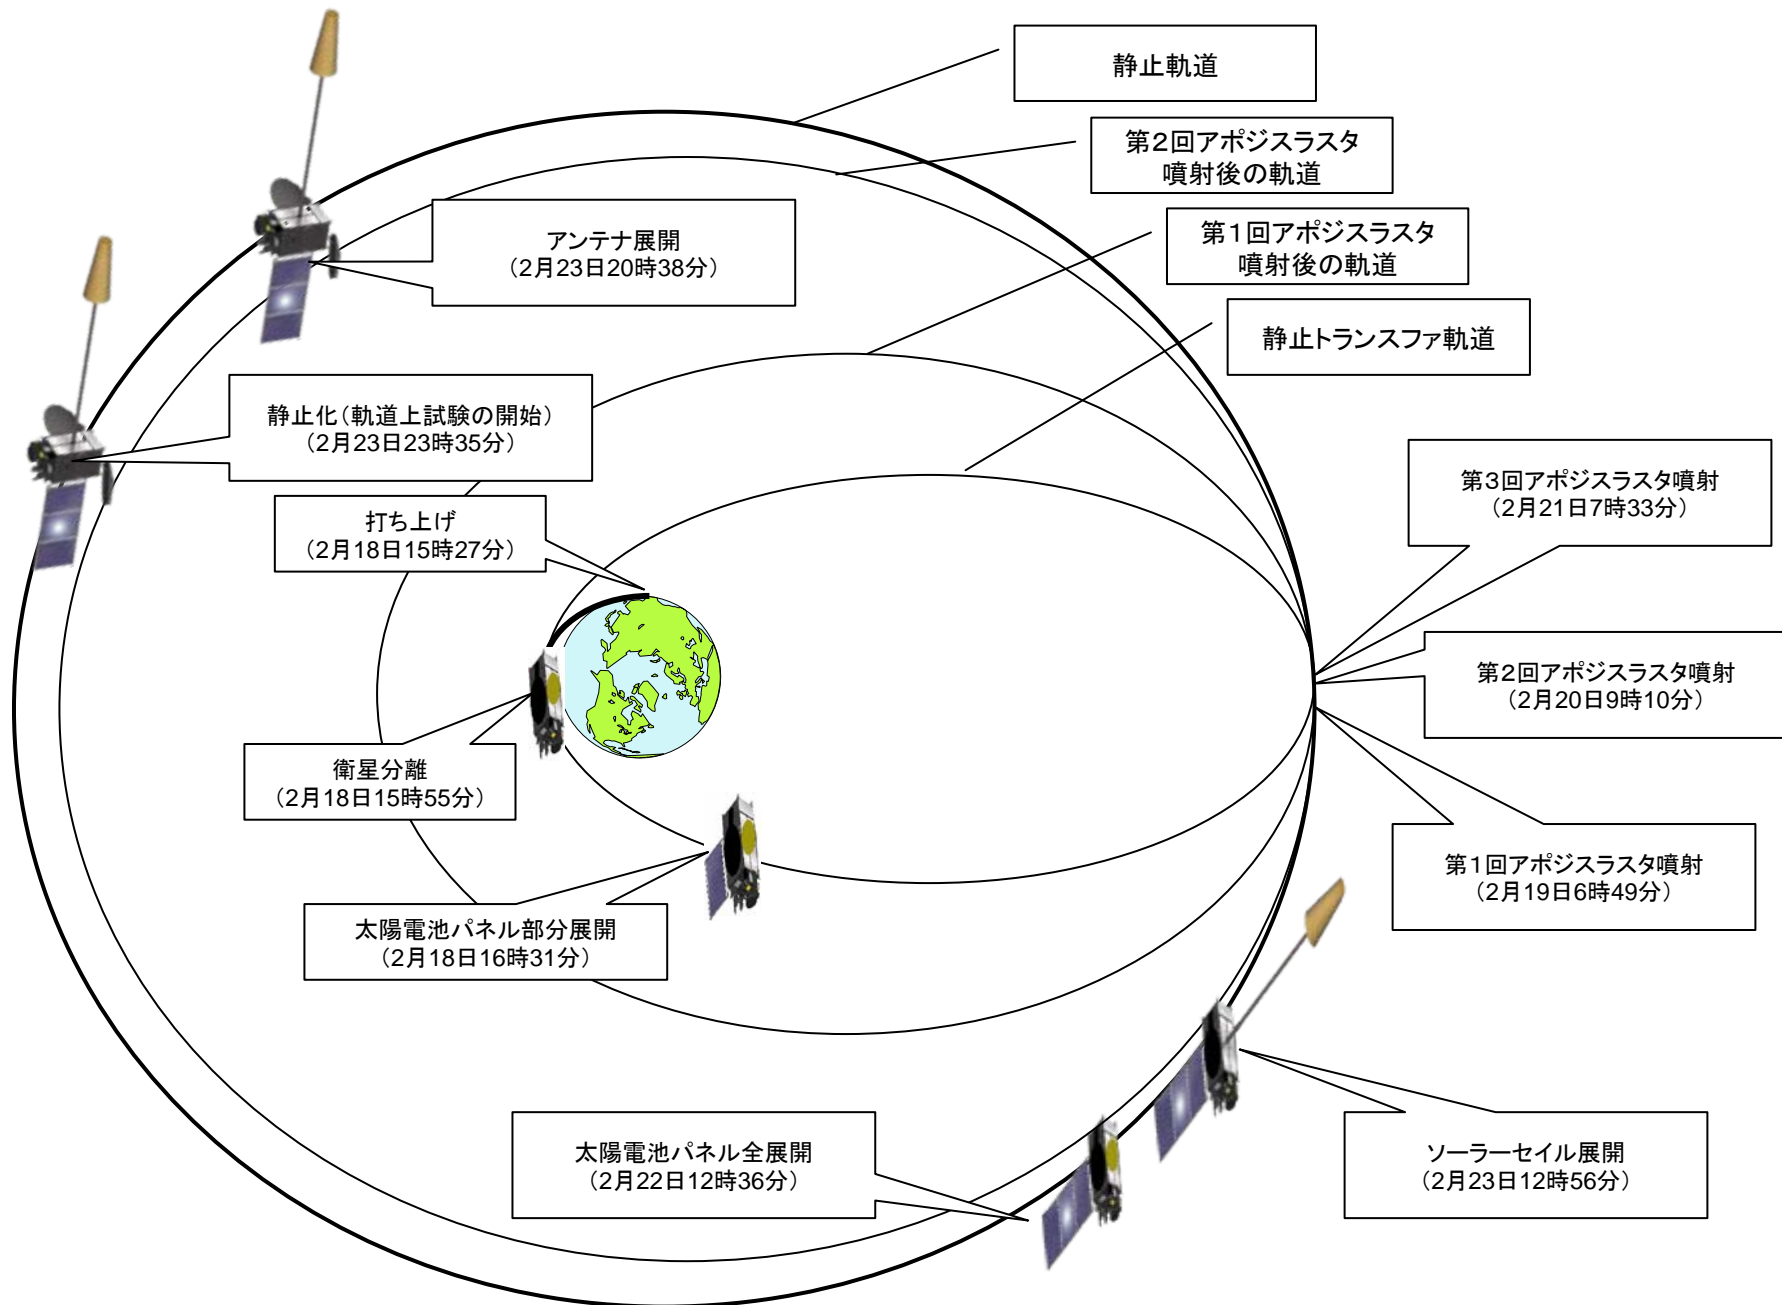 静止軌道
第2回アポジスラスタ
噴射後の軌道
第1回アポジスラスタ
噴射後の軌道
静止トランスファ軌道
アンテナ展開
(2月23日20時38分)
静止化(軌道上試験の開始)
(2月23日23時35分)
打ち上げ
(2月18日15時27分)
第3回アポジスラスタ噴射
(2月21日7時33分)
第2回アポジスラスタ噴射
(2月20日9時10分)
衛星分離
(2月18日15時55分)
第1回アポジスラスタ噴射
(2月19日6時49分)
太陽電池パネル部分展開
(2月18日16時31分)
太陽電池パネル全展開
(2月22日12時36分)
ソーラーセイル展開
(2月23日12時56分)